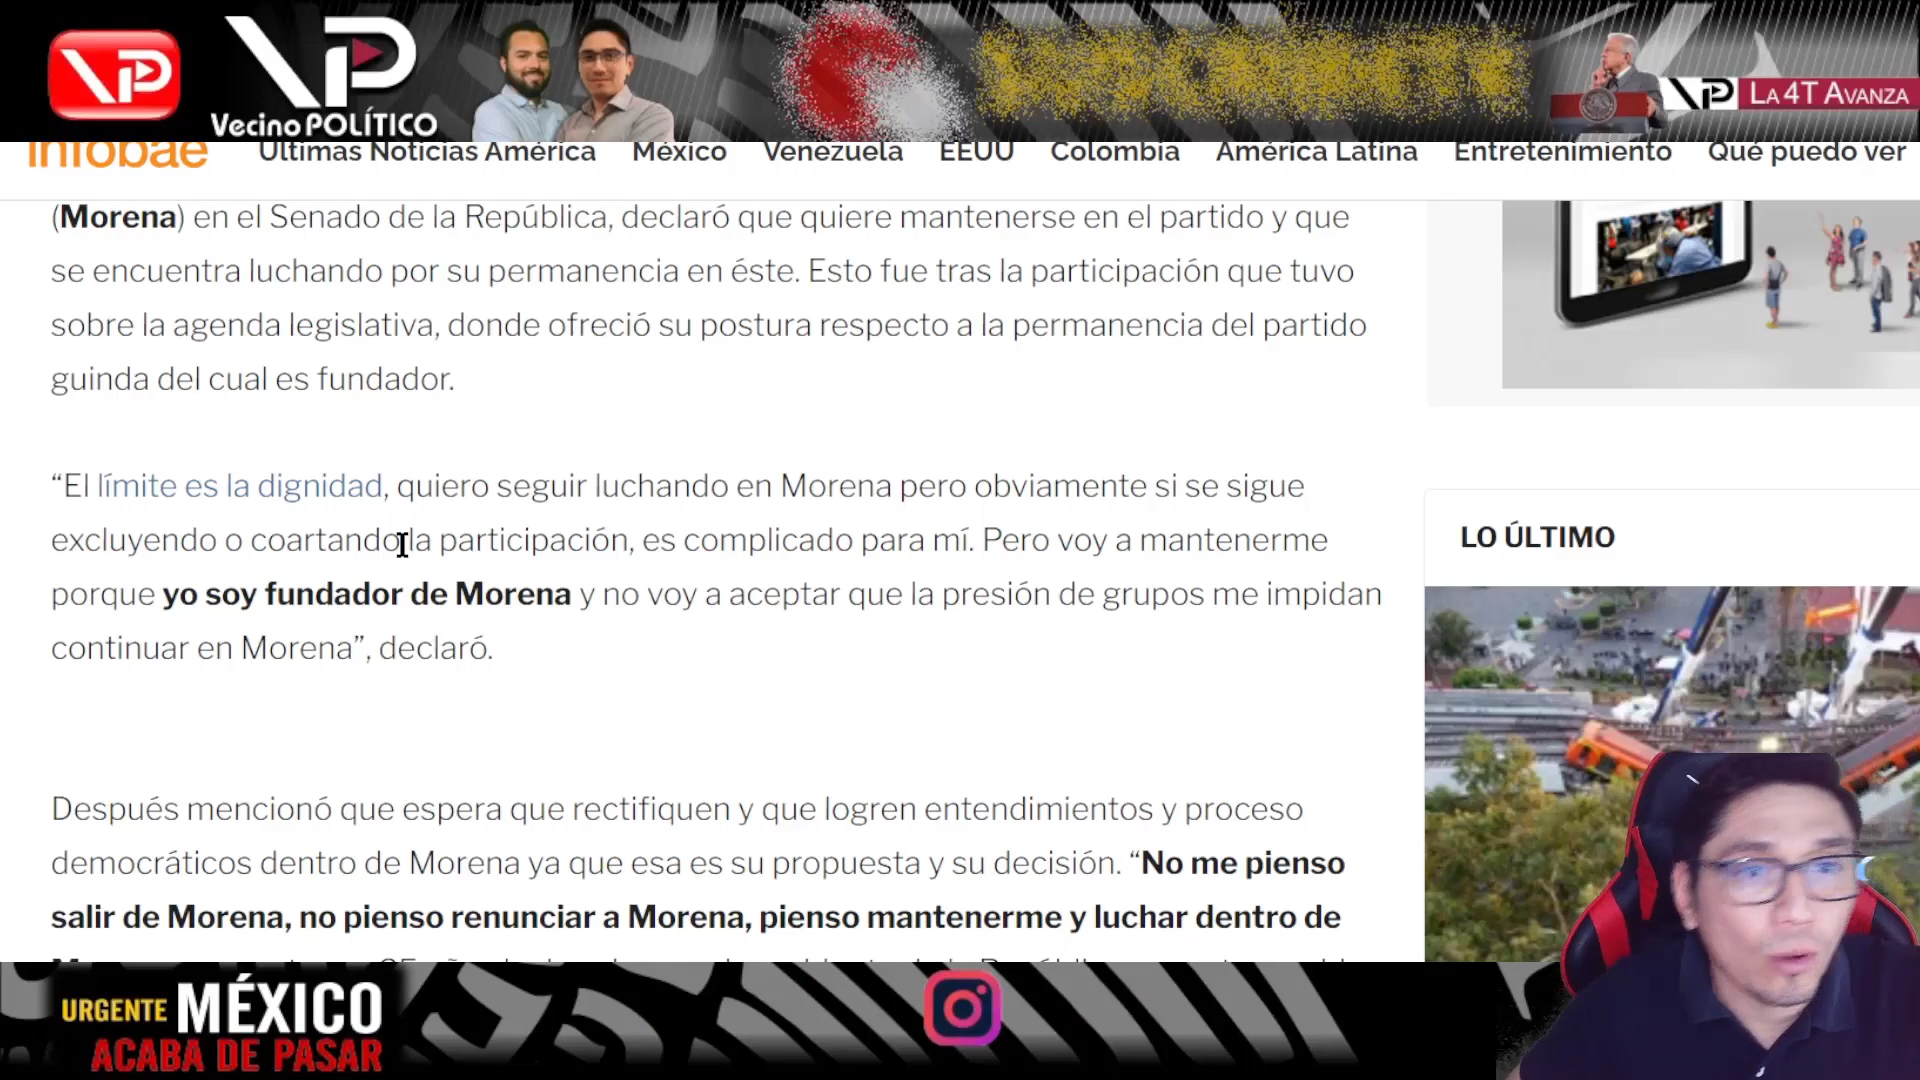 VP
VP
Vecino POLÍTICO
VP LA 4T AVANZA
infobae
Últimas Noticias América México Venezuela EEUU Colombia América Latina Entretenimiento Qué puedo ver
(Morena) en el Senado de la República, declaró que quiere mantenerse en el partido y que
se encuentra luchando por su permanencia en éste. Esto fue tras la participación que tuvo
sobre la agenda legislativa, donde ofreció su postura respecto a la permanencia del partido
guinda del cual es fundador.
“El límite es la dignidad, quiero seguir luchando en Morena pero obviamente si se sigue
excluyendo o coartando la participación, es complicado para mí. Pero voy a mantenerme
porque yo soy fundador de Morena y no voy a aceptar que la presión de grupos me impidan
continuar en Morena”, declaró.
LO ÚLTIMO
Después mencionó que espera que rectifiquen y que logren entendimientos y proceso
democráticos dentro de Morena ya que esa es su propuesta y su decisión. “No me pienso
salir de Morena, no pienso renunciar a Morena, pienso mantenerme y luchar dentro de
URGENTE MÉXICO
ACABA DE PASAR